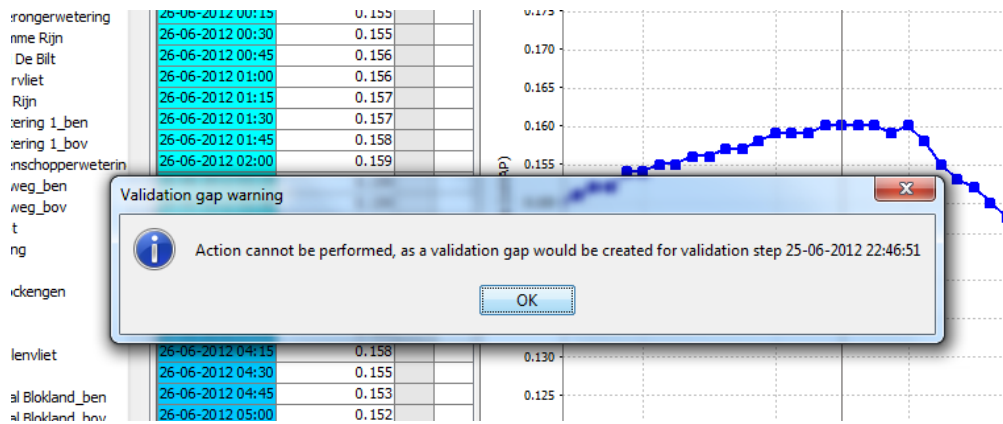 26-06-2012 00:15 0.155
26-06-2012 00:30 0.155
De Bilt 26-06-2012 00:45 0.156
26-06-2012 01:00 0.156
Rijn 26-06-2012 01:15 0.157
26-06-2012 01:30 0.157
26-06-2012 01:45 0.158
26-06-2012 02:00 0.159
0.175
0.170
0.165
0.160
0.155
Validation gap warning
Action cannot be performed, as a validation gap would be created for validation step 25-06-2012 22:46:51
OK
26-06-2012 04:15 0.158
26-06-2012 04:30 0.155
26-06-2012 04:45 0.153
26-06-2012 05:00 0.152
0.130
0.125
erongerwetering
mme Rijn
rvliet
tering 1_ben
tering 1_bov
enschopperweterin
weg_ben
weg_bov
t
ng
ockengen
lenvliet
al Blokland_ben
al Blokland_bov